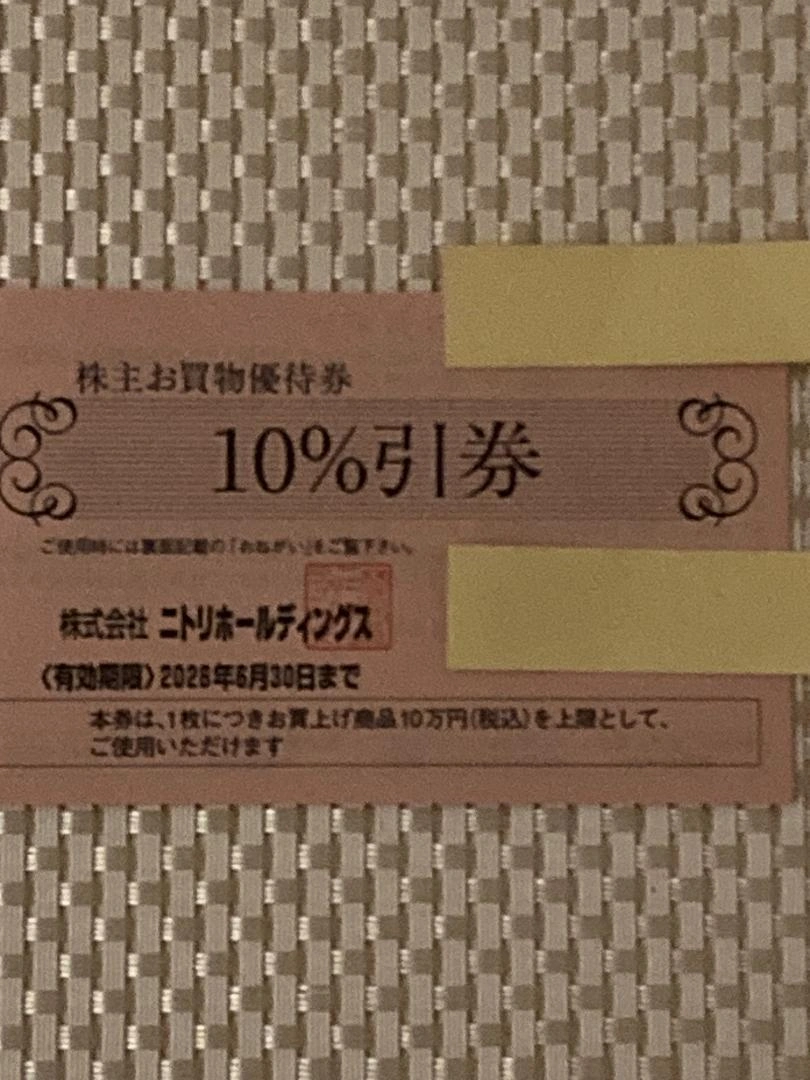 株主お買物優待券
10%引券
ご使用時には裏面記載の「おねがい」をご覧下さい。
株式会社 ニトリホールディングス
〈有効期限〉2026年6月30日まで
本券は、1枚につきお買上げ商品10万円(税込)を上限として、
ご使用いただけます